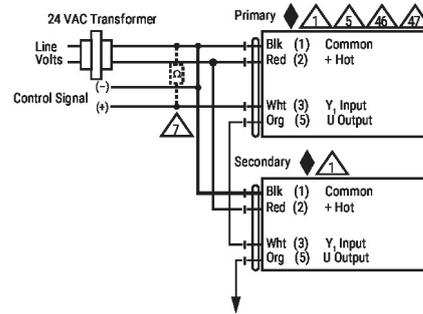 24 VAC Transformer
Primary 1 5 46 47
Line Volts
Blk (1) Common
Red (2) + Hot
Ω
(–)
Control Signal (+)
Wht (3) Y1 Input
Org (5) U Output
7
Secondary 1
Blk (1) Common
Red (2) + Hot
Wht (3) Y1 Input
Org (5) U Output